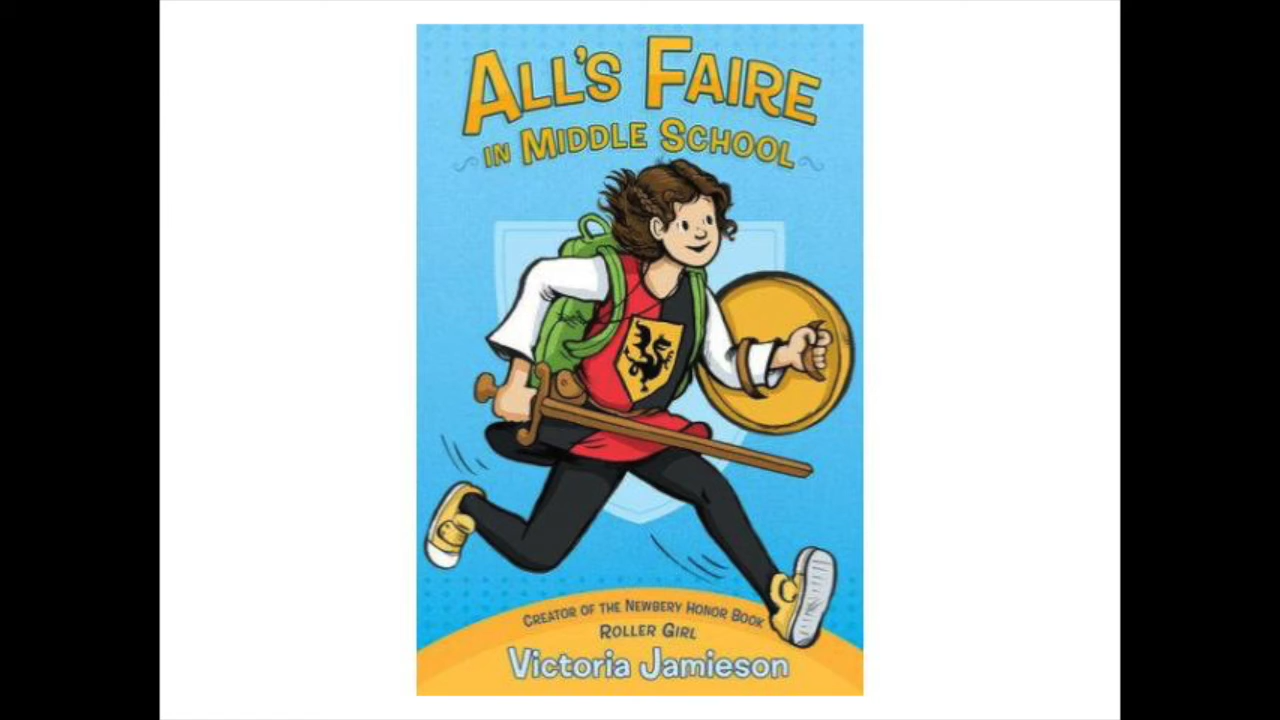 ALL'S FAIRE
IN MIDDLE SCHOOL
CREATOR OF THE NEWBERY HONOR BOOK
ROLLER GIRL
Victoria Jamieson